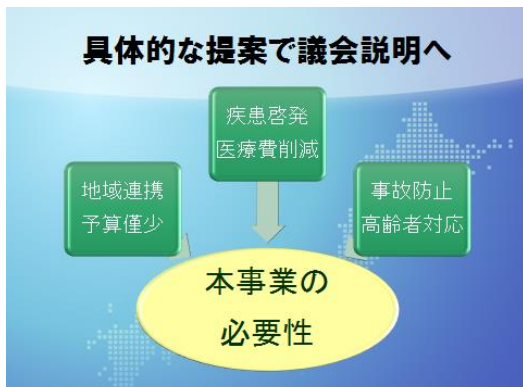 具体的な提案で議会説明へ
疾患啓発
医療費削減
地域連携
予算僅少
事故防止
高齢者対応
本事業の
必要性